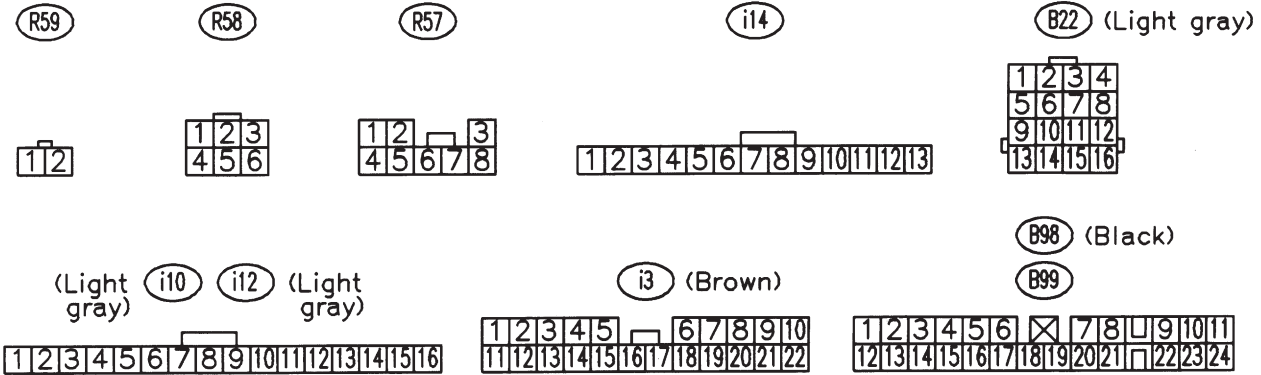 R59 R58 R57 i14 B22 (Light gray)
1 2 3 4
5 6 7 8
9 10 11 12
13 14 15 16
1 2 3 1 2 3
1 2 4 5 6 4 5 6 7 8 1 2 3 4 5 6 7 8 9 10 11 12 13
B98 (Black)
(Light gray) i10 i12 (Light gray) i3 (Brown) B99
1 2 3 4 5 6 7 8 9 10 1 2 3 4 5 6 7 8 9 10 11
1 2 3 4 5 6 7 8 9 10 11 12 13 14 15 16 11 12 13 14 15 16 17 18 19 20 21 22 12 13 14 15 16 17 18 19 20 21 22 23 24